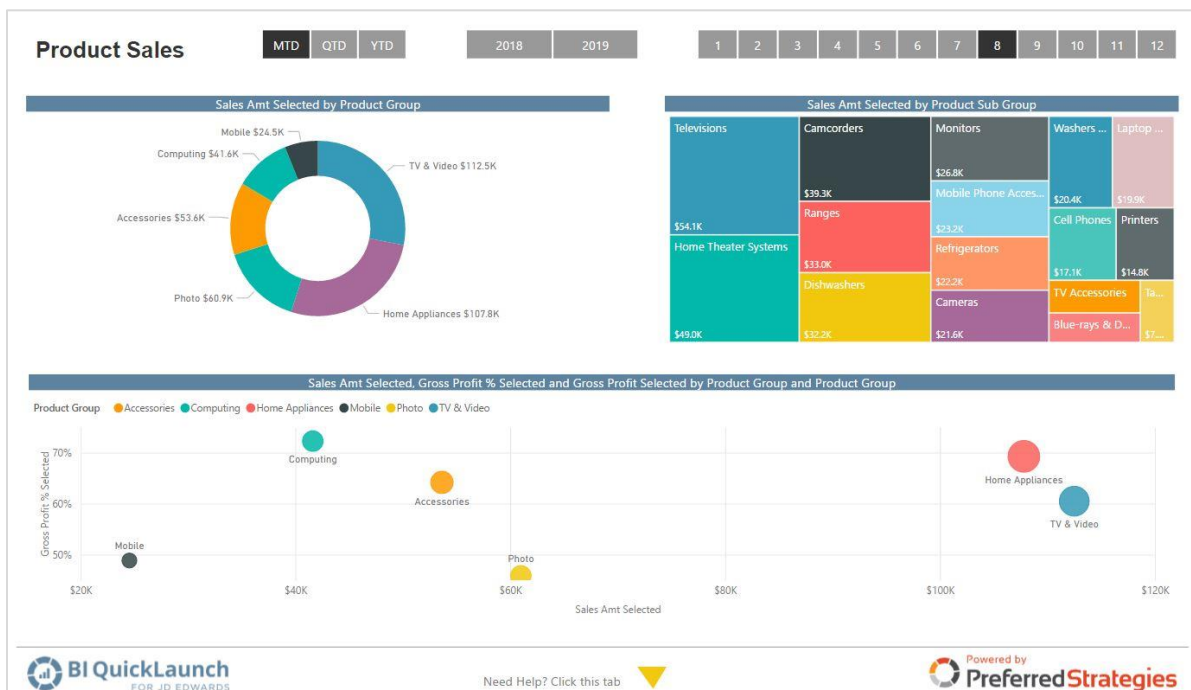 Product Sales
MTD QTD YTD
2018 2019
1 2 3 4 5 6 7 8 9 10 11 12
Sales Amt Selected by Product Group
Mobile $24.5K
Computing $41.6K
TV & Video $112.5K
Accessories $53.6K
Photo $60.9K
Home Appliances $107.8K
Sales Amt Selected by Product Sub Group
Televisions
$54.1K
Home Theater Systems
$49.0K
Camcorders
$39.3K
Ranges
$33.0K
Dishwashers
$32.2K
Monitors
$26.8K
Mobile Phone Acces...
$23.2K
Refrigerators
$22.2K
Cameras
$21.6K
Washers ...
$20.4K
Laptop ...
$19.9K
Cell Phones
$17.1K
Printers
$14.8K
TV Accessories
Blue-rays & D...
Ta...
$7....
Sales Amt Selected, Gross Profit % Selected and Gross Profit Selected by Product Group and Product Group
Product Group Accessories Computing Home Appliances Mobile Photo TV & Video
Gross Profit % Selected
70%
60%
50%
Computing
Accessories
Home Appliances
TV & Video
Mobile
Photo
$20K $40K $60K $80K $100K $120K
Sales Amt Selected
BI QuickLaunch
FOR JD EDWARDS
Need Help? Click this tab
Powered by
PreferredStrategies